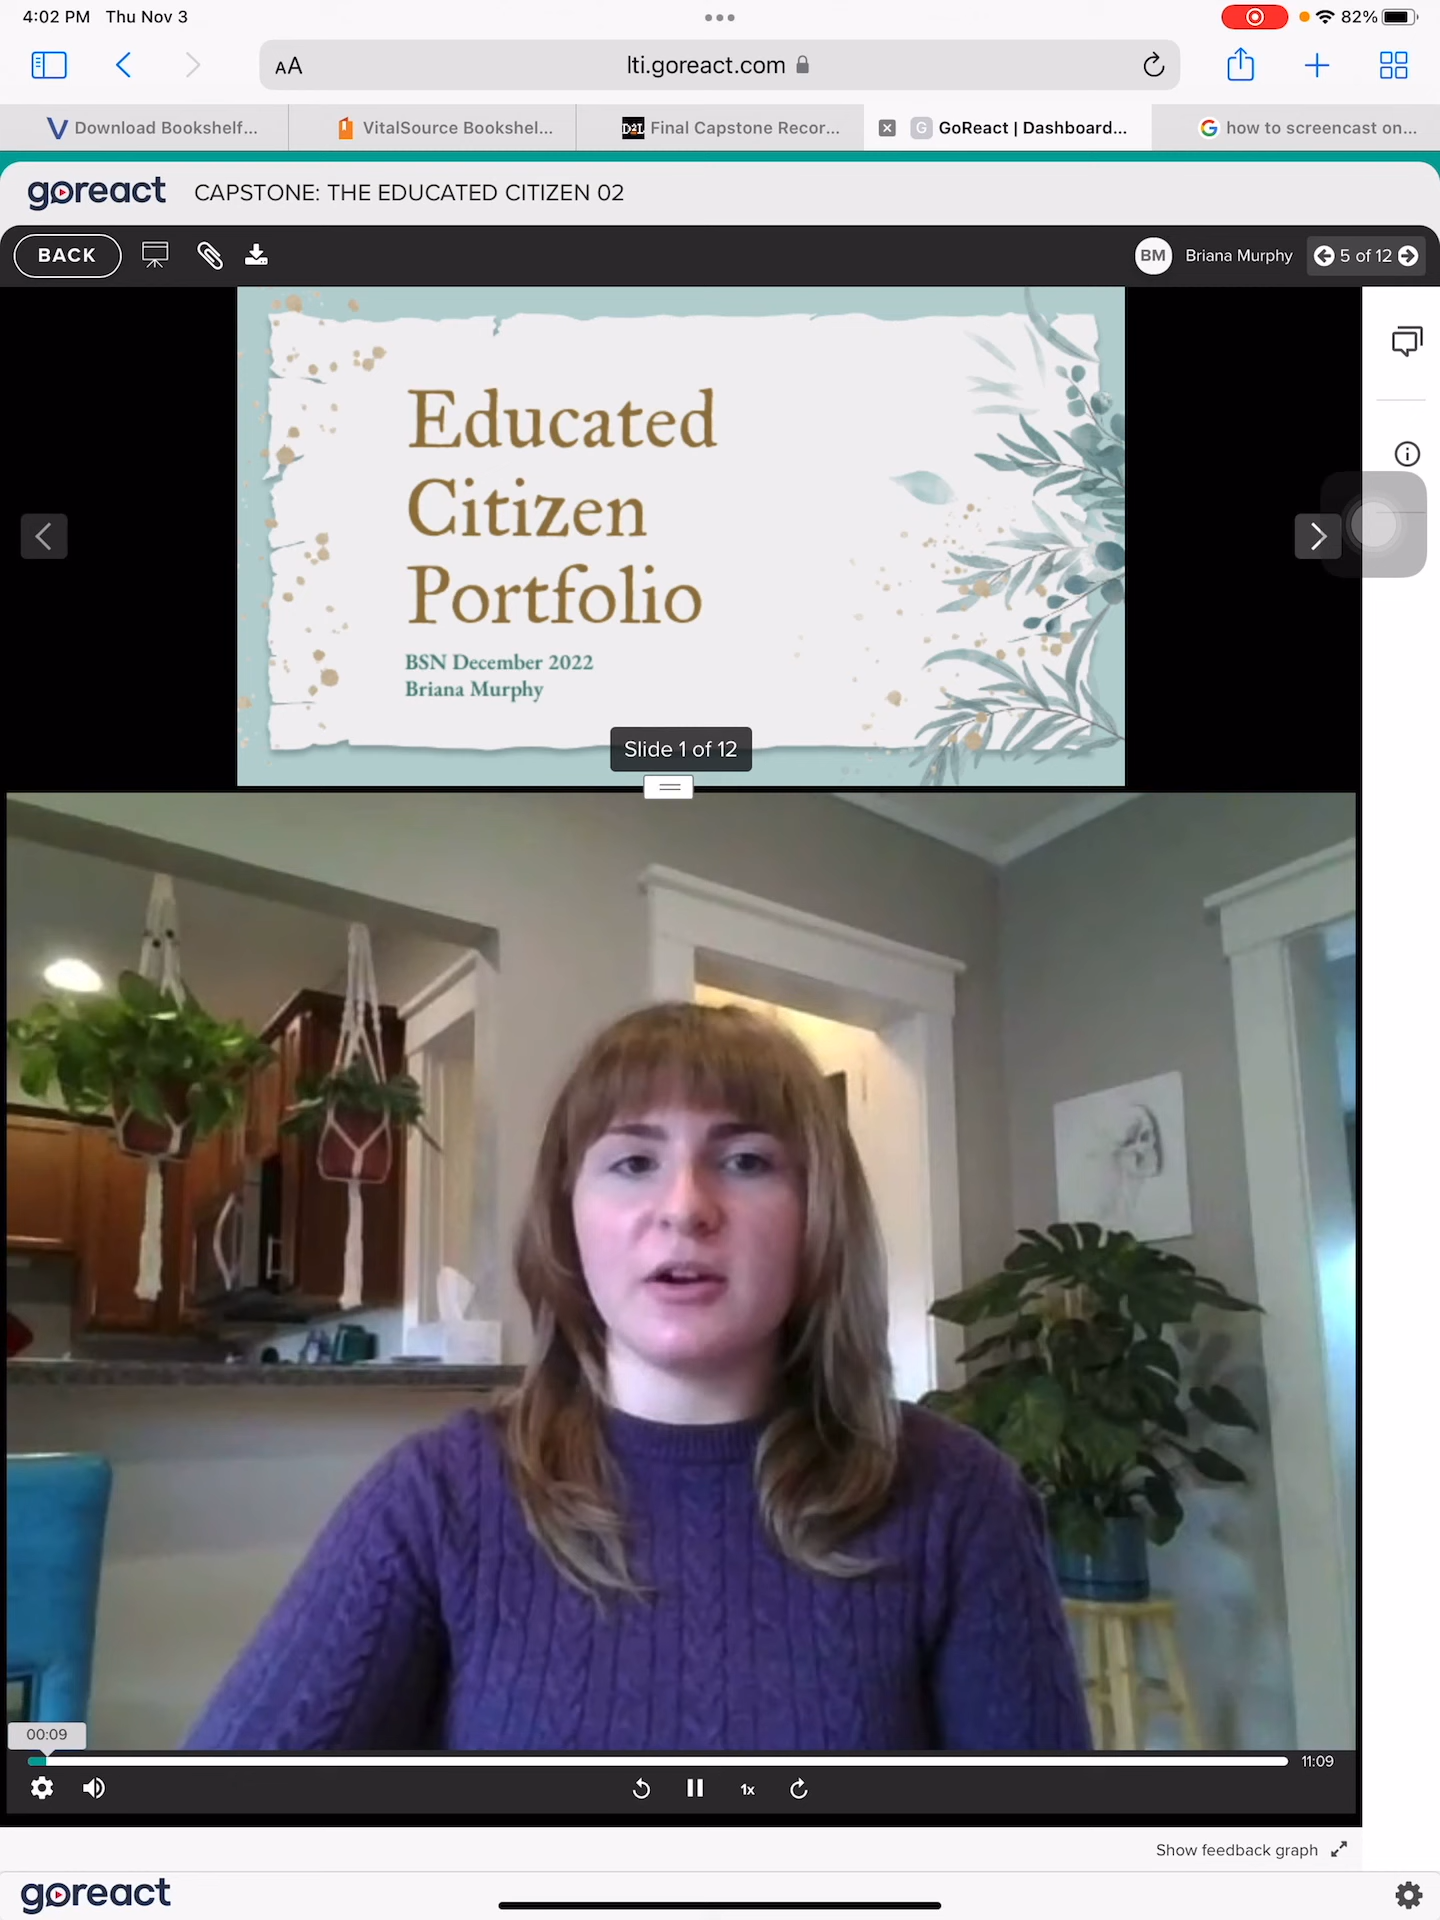 4:02 PM Thu Nov 3
82%
AA
lti.goreact.com
Download Bookshelf...
VitalSource Bookshel...
D2L
Final Capstone Recor...
G
GoReact | Dashboard...
G
how to screencast on...
goreact
CAPSTONE: THE EDUCATED CITIZEN 02
BACK
BM
Briana Murphy
5 of 12
Educated
Citizen
Portfolio
BSN December 2022
Briana Murphy
Slide 1 of 12
00:09
11:09
1x
Show feedback graph
goreact